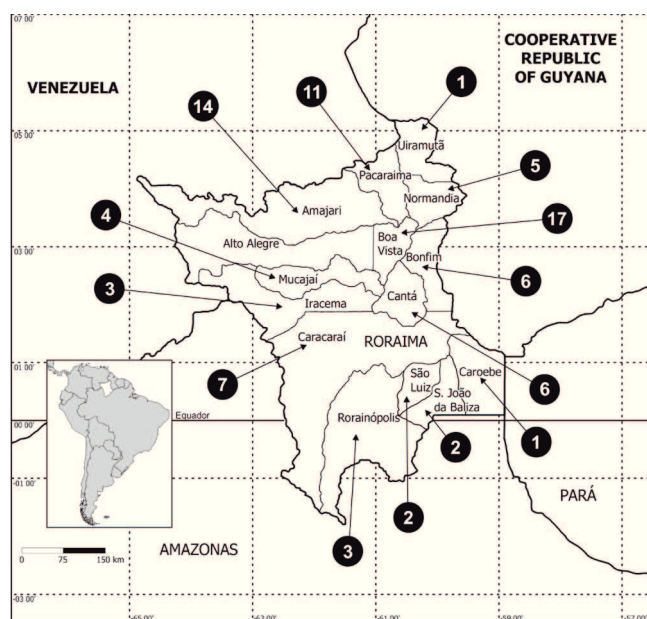 07 00'
COOPERATIVE
REPUBLIC
OF GUYANA
VENEZUELA
1
11
14
05 00'
Uiramutã
Pacaraima
5
Normandia
Amajari
4
17
Alto Alegre
Boa
Vista
03 00'
Bonfim
6
Mucajaí
3
Iracema
Cantá
Caracaraí
RORAIMA
01 00'
7
São
Luiz
Caroebe
6
S. João
da Baliza
Equador
00 00'
Rorainópolis
2
1
-01 00'
PARÁ
2
AMAZONAS
3
0 75 150 km
-03 00'
-65 00' -63 00' -61 00' -59 00' -57 00'